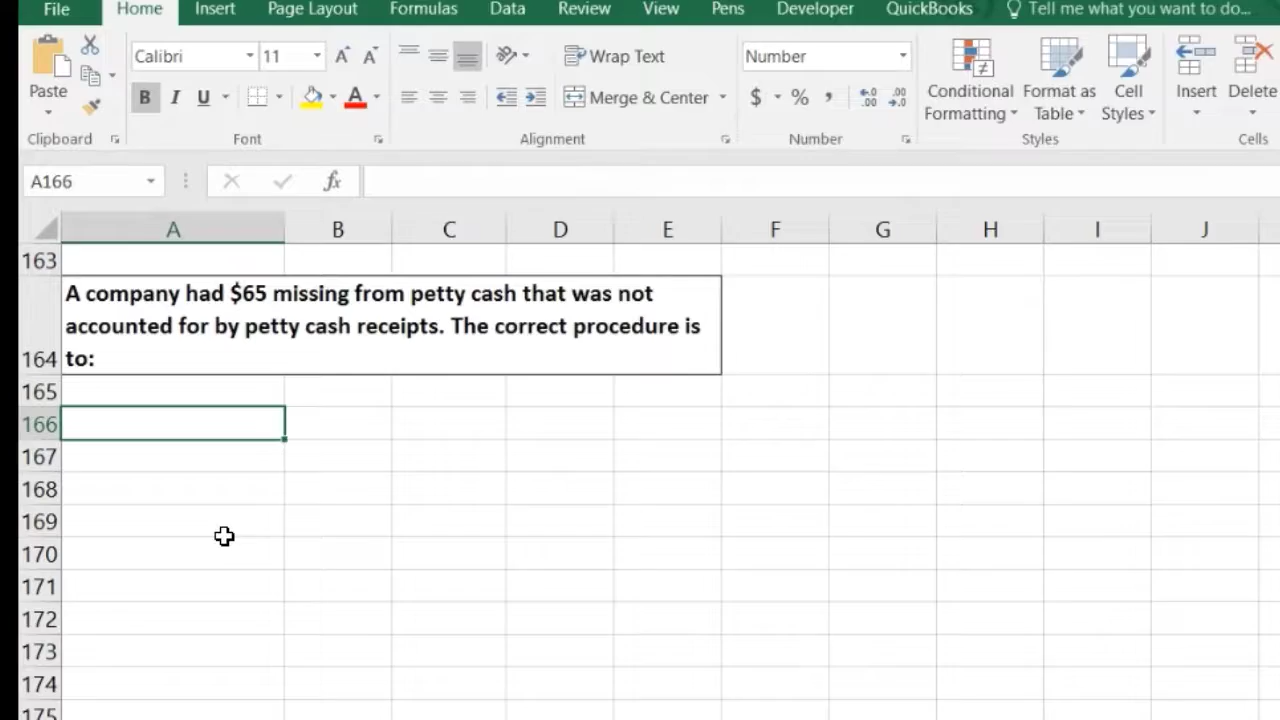 File Home Insert Page Layout Formulas Data Review View Pens Developer QuickBooks Tell me what you want to do...
Calibri 11 Wrap Text Number
Paste B I U A Merge & Center $ % , Conditional Formatting Format as Table Cell Styles Insert Delete
Clipboard Font Alignment Number Styles Cells
A166 fx
A B C D E F G H I J
163
164 A company had $65 missing from petty cash that was not
accounted for by petty cash receipts. The correct procedure is
to:
165
166
167
168
169
170
171
172
173
174
175